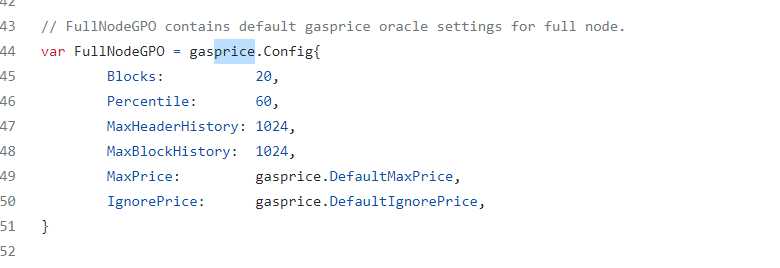 42
43 // FullNodeGPO contains default gasprice oracle settings for full node.
44 var FullNodeGPO = gasprice.Config{
45 Blocks: 20,
46 Percentile: 60,
47 MaxHeaderHistory: 1024,
48 MaxBlockHistory: 1024,
49 MaxPrice: gasprice.DefaultMaxPrice,
50 IgnorePrice: gasprice.DefaultIgnorePrice,
51 }
52